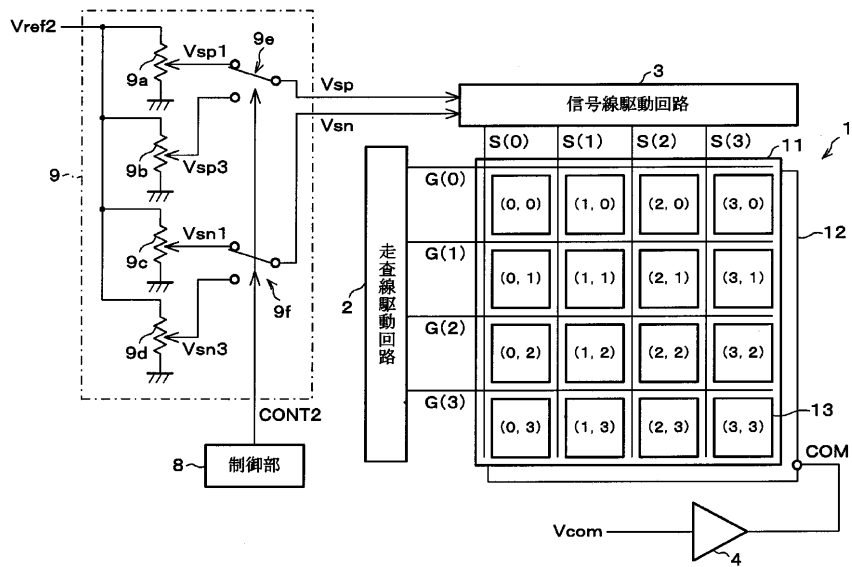 Vref2
9a
Vsp1
9e
Vsp
Vsn
3
信号線駆動回路
S(0)
S(1)
S(2)
S(3)
11
1
9
9b
Vsp3
9c
Vsn1
9f
9d
Vsn3
CONT2
8
制御部
2
走査線駆動回路
G(0)
G(1)
G(2)
G(3)
(0, 0)
(1, 0)
(2, 0)
(3, 0)
12
(0, 1)
(1, 1)
(2, 1)
(3, 1)
(0, 2)
(1, 2)
(2, 2)
(3, 2)
(0, 3)
(1, 3)
(2, 3)
(3, 3)
13
COM
Vcom
4